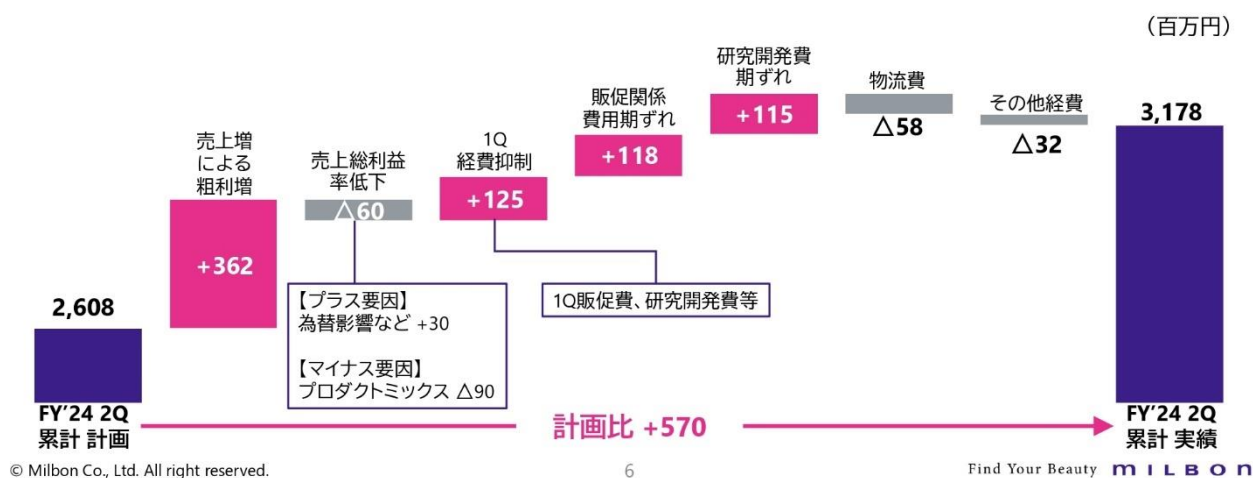 （百万円）
2,608
売上増
による
粗利増
+362
売上総利益
率低下
△60
【プラス要因】
為替影響など +30
【マイナス要因】
プロダクトミックス △90
1Q
経費抑制
+125
1Q販促費、研究開発費等
販促関係
費用期ずれ
+118
研究開発費
期ずれ
+115
物流費
△58
その他経費
△32
3,178
FY'24 2Q
累計 計画
計画比 +570
FY'24 2Q
累計 実績
© Milbon Co., Ltd. All right reserved.
6
Find Your Beauty MILBON